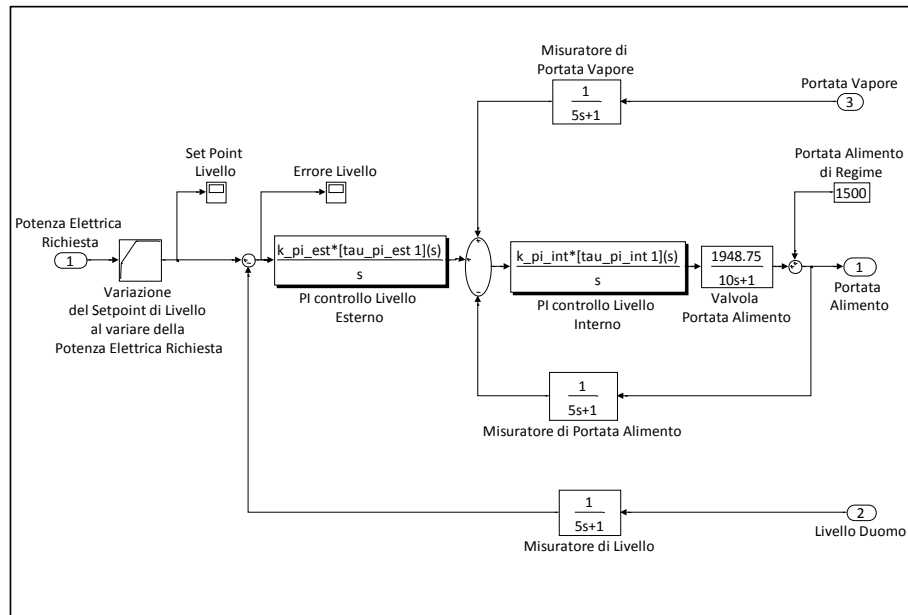 Misuratore di
Portata Vapore
1
5s+1
Portata Vapore
3
Set Point
Livello
Errore Livello
Portata Alimento
di Regime
1500
Potenza Elettrica
Richiesta
1
Variazione
del Setpoint di Livello
al variare della
Potenza Elettrica Richiesta
+
-
k_pi_est*[tau_pi_est 1](s)
s
PI controllo Livello
Esterno
+
+
-
k_pi_int*[tau_pi_int 1](s)
s
PI controllo Livello
Interno
1948.75
10s+1
Valvola
Portata Alimento
+
+
1
Portata
Alimento
1
5s+1
Misuratore di Portata Alimento
1
5s+1
Misuratore di Livello
2
Livello Duomo